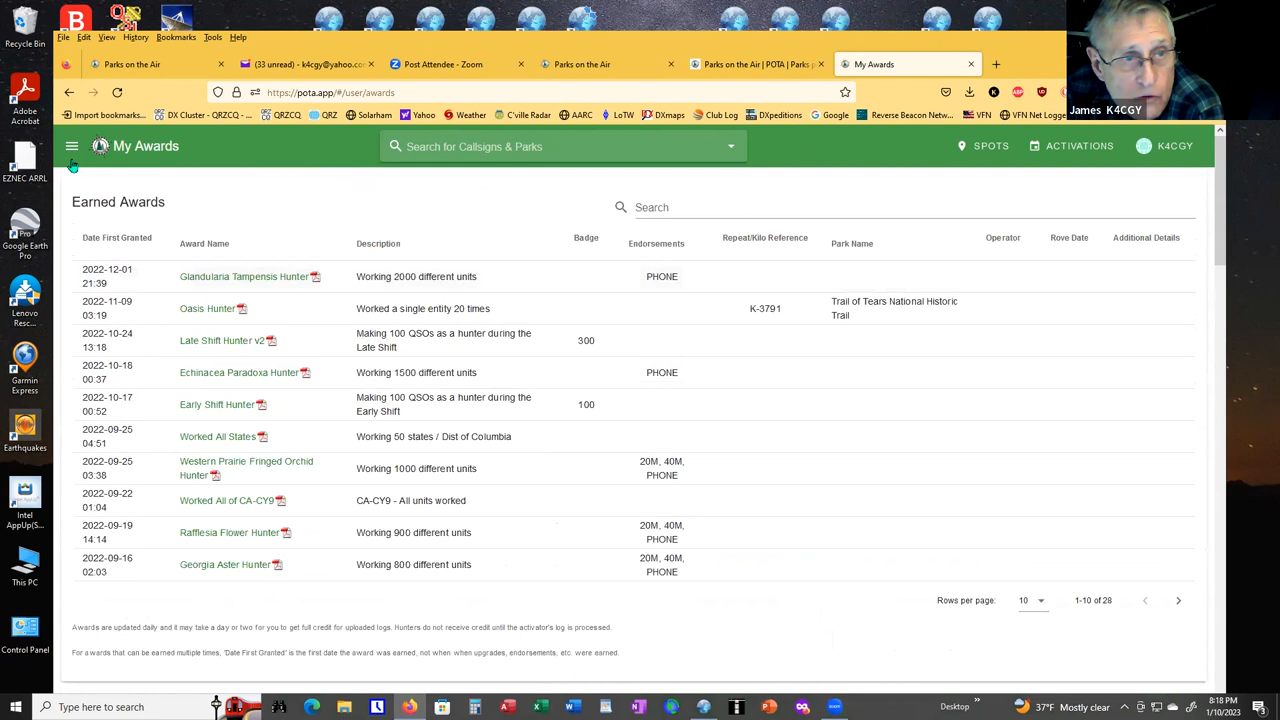 File Edit View History Bookmarks Tools Help
Parks on the Air × (33 unread) - k4cgy@yahoo.co × Post Attendee - Zoom × Parks on the Air × Parks on the Air | POTA | Parks p × My Awards × +
https://pota.app/#/user/awards
Import bookmarks... DX Cluster - QRZCQ -... QRZCQ QRZ Solarham Yahoo Weather C'ville Radar AARC LoTW DXmaps Club Log DXpeditions Google Reverse Beacon Netw... VFN VFN Net Logge
James K4CGY
My Awards Search for Callsigns & Parks SPOTS ACTIVATIONS K4CGY
Earned Awards Search
Date First Granted Award Name Description Badge Endorsements Repeat/Kilo Reference Park Name Operator Rove Date Additional Details
2022-12-01
21:39 Glandularia Tampensis Hunter Working 2000 different units PHONE
2022-11-09
03:19 Oasis Hunter Worked a single entity 20 times K-3791 Trail of Tears National Historic
Trail
2022-10-24
13:18 Late Shift Hunter v2 Making 100 QSOs as a hunter during the
Late Shift 300
2022-10-18
00:37 Echinacea Paradoxa Hunter Working 1500 different units PHONE
2022-10-17
00:52 Early Shift Hunter Making 100 QSOs as a hunter during the
Early Shift 100
2022-09-25
04:51 Worked All States Working 50 states / Dist of Columbia
2022-09-25
03:38 Western Prairie Fringed Orchid
Hunter Working 1000 different units 20M, 40M,
PHONE
2022-09-22
01:04 Worked All of CA-CY9 CA-CY9 - All units worked
2022-09-19
14:14 Rafflesia Flower Hunter Working 900 different units 20M, 40M,
PHONE
2022-09-16
02:03 Georgia Aster Hunter Working 800 different units 20M, 40M,
PHONE
Rows per page: 10 1-10 of 28
Awards are updated daily and it may take a day or two for you to get full credit for uploaded logs. Hunters do not receive credit until the activator's log is processed.
For awards that can be earned multiple times, 'Date First Granted' is the first date the award was earned, not when when upgrades, endorsements, etc. were earned.
Recycle Bin
Adobe
Acrobat
EZNEC ARRL
Google Earth
Pro
Lenovo
Resc...
Garmin
Express
Earthquake
Intel
AppUp(S...
This PC
Control Panel
Type here to search Desktop 37°F Mostly clear 8:18 PM
1/10/2023